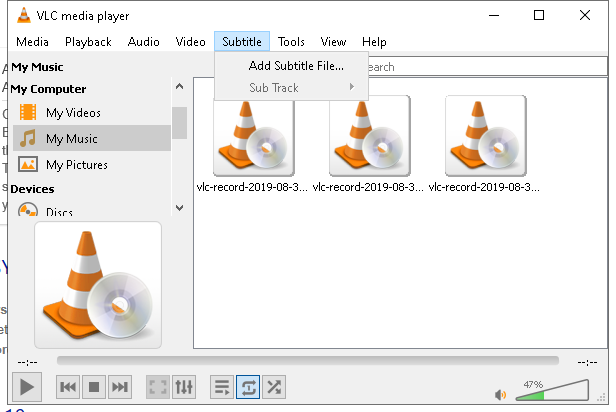 VLC media player
Media Playback Audio Video Subtitle Tools View Help
My Music
Add Subtitle File...
Sub Track
My Computer
My Videos
My Music
My Pictures
Devices
Discs
vlc-record-2019-08-3... vlc-record-2019-08-3... vlc-record-2019-08-3...
--:-- --:--
47%